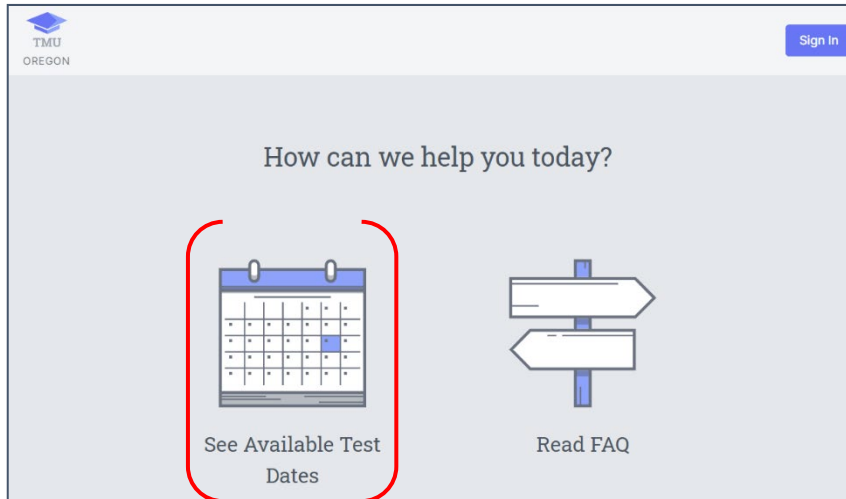 TMU
OREGON
Sign In
How can we help you today?
See Available Test
Dates
Read FAQ